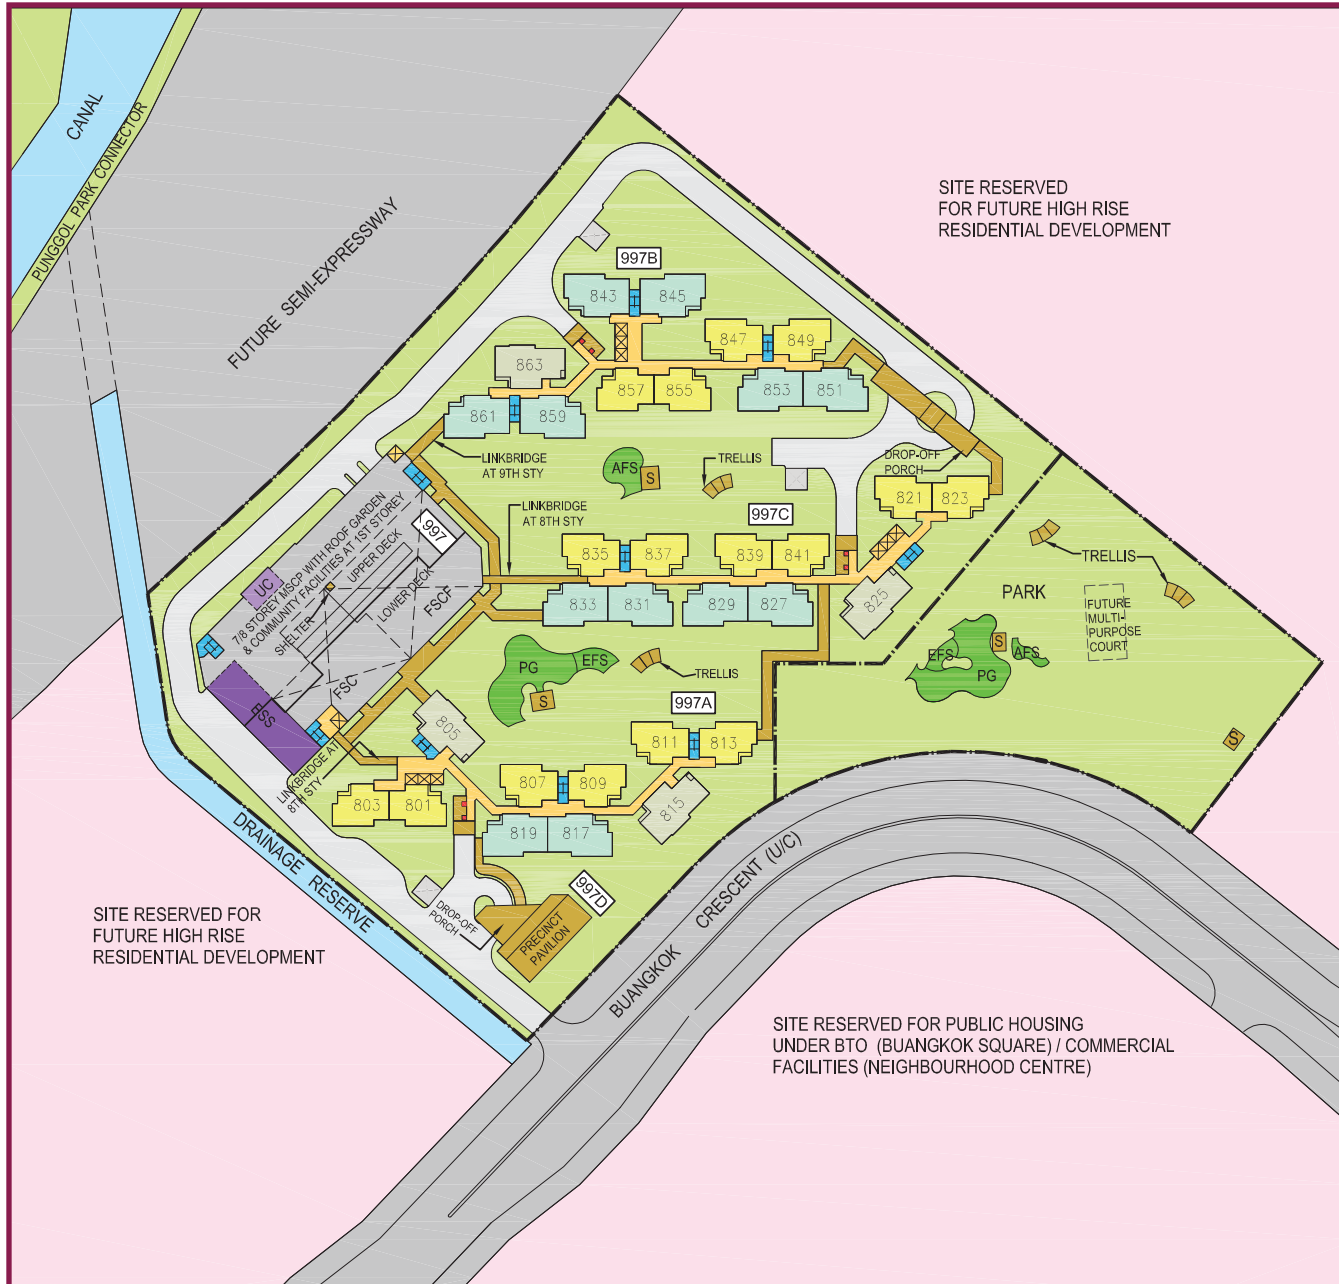 CANAL
PUNGGOL PARK CONNECTOR
FUTURE SEMI-EXPRESSWAY
SITE RESERVED
FOR FUTURE HIGH RISE
RESIDENTIAL DEVELOPMENT
997B
843
845
847
849
863
857
855
853
851
861
859
LINKBRIDGE
AT 9TH STY
AFS
S
TRELLIS
DROP-OFF
PORCH
821
823
LINKBRIDGE
AT 8TH STY
997C
997
835
837
839
841
833
831
829
827
825
TRELLIS
PARK
FUTURE
MULTI-
PURPOSE
COURT
EFS
S
AFS
PG
S
UC
7/8 STOREY MSCP WITH ROOF GARDEN
& COMMUNITY FACILITIES AT 1ST STOREY
SHELTER
UPPER DECK
LOWER DECK
FSCF
FSC
ESS
PG
EFS
S
TRELLIS
997A
805
811
813
LINKBRIDGE AT
8TH STY
803
801
807
809
815
819
817
997D
DROP-OFF
PORCH
PRECINCT
PAVILION
DRAINAGE RESERVE
BUANGKOK CRESCENT (U/C)
SITE RESERVED FOR
FUTURE HIGH RISE
RESIDENTIAL DEVELOPMENT
SITE RESERVED FOR PUBLIC HOUSING
UNDER BTO (BUANGKOK SQUARE) / COMMERCIAL
FACILITIES (NEIGHBOURHOOD CENTRE)